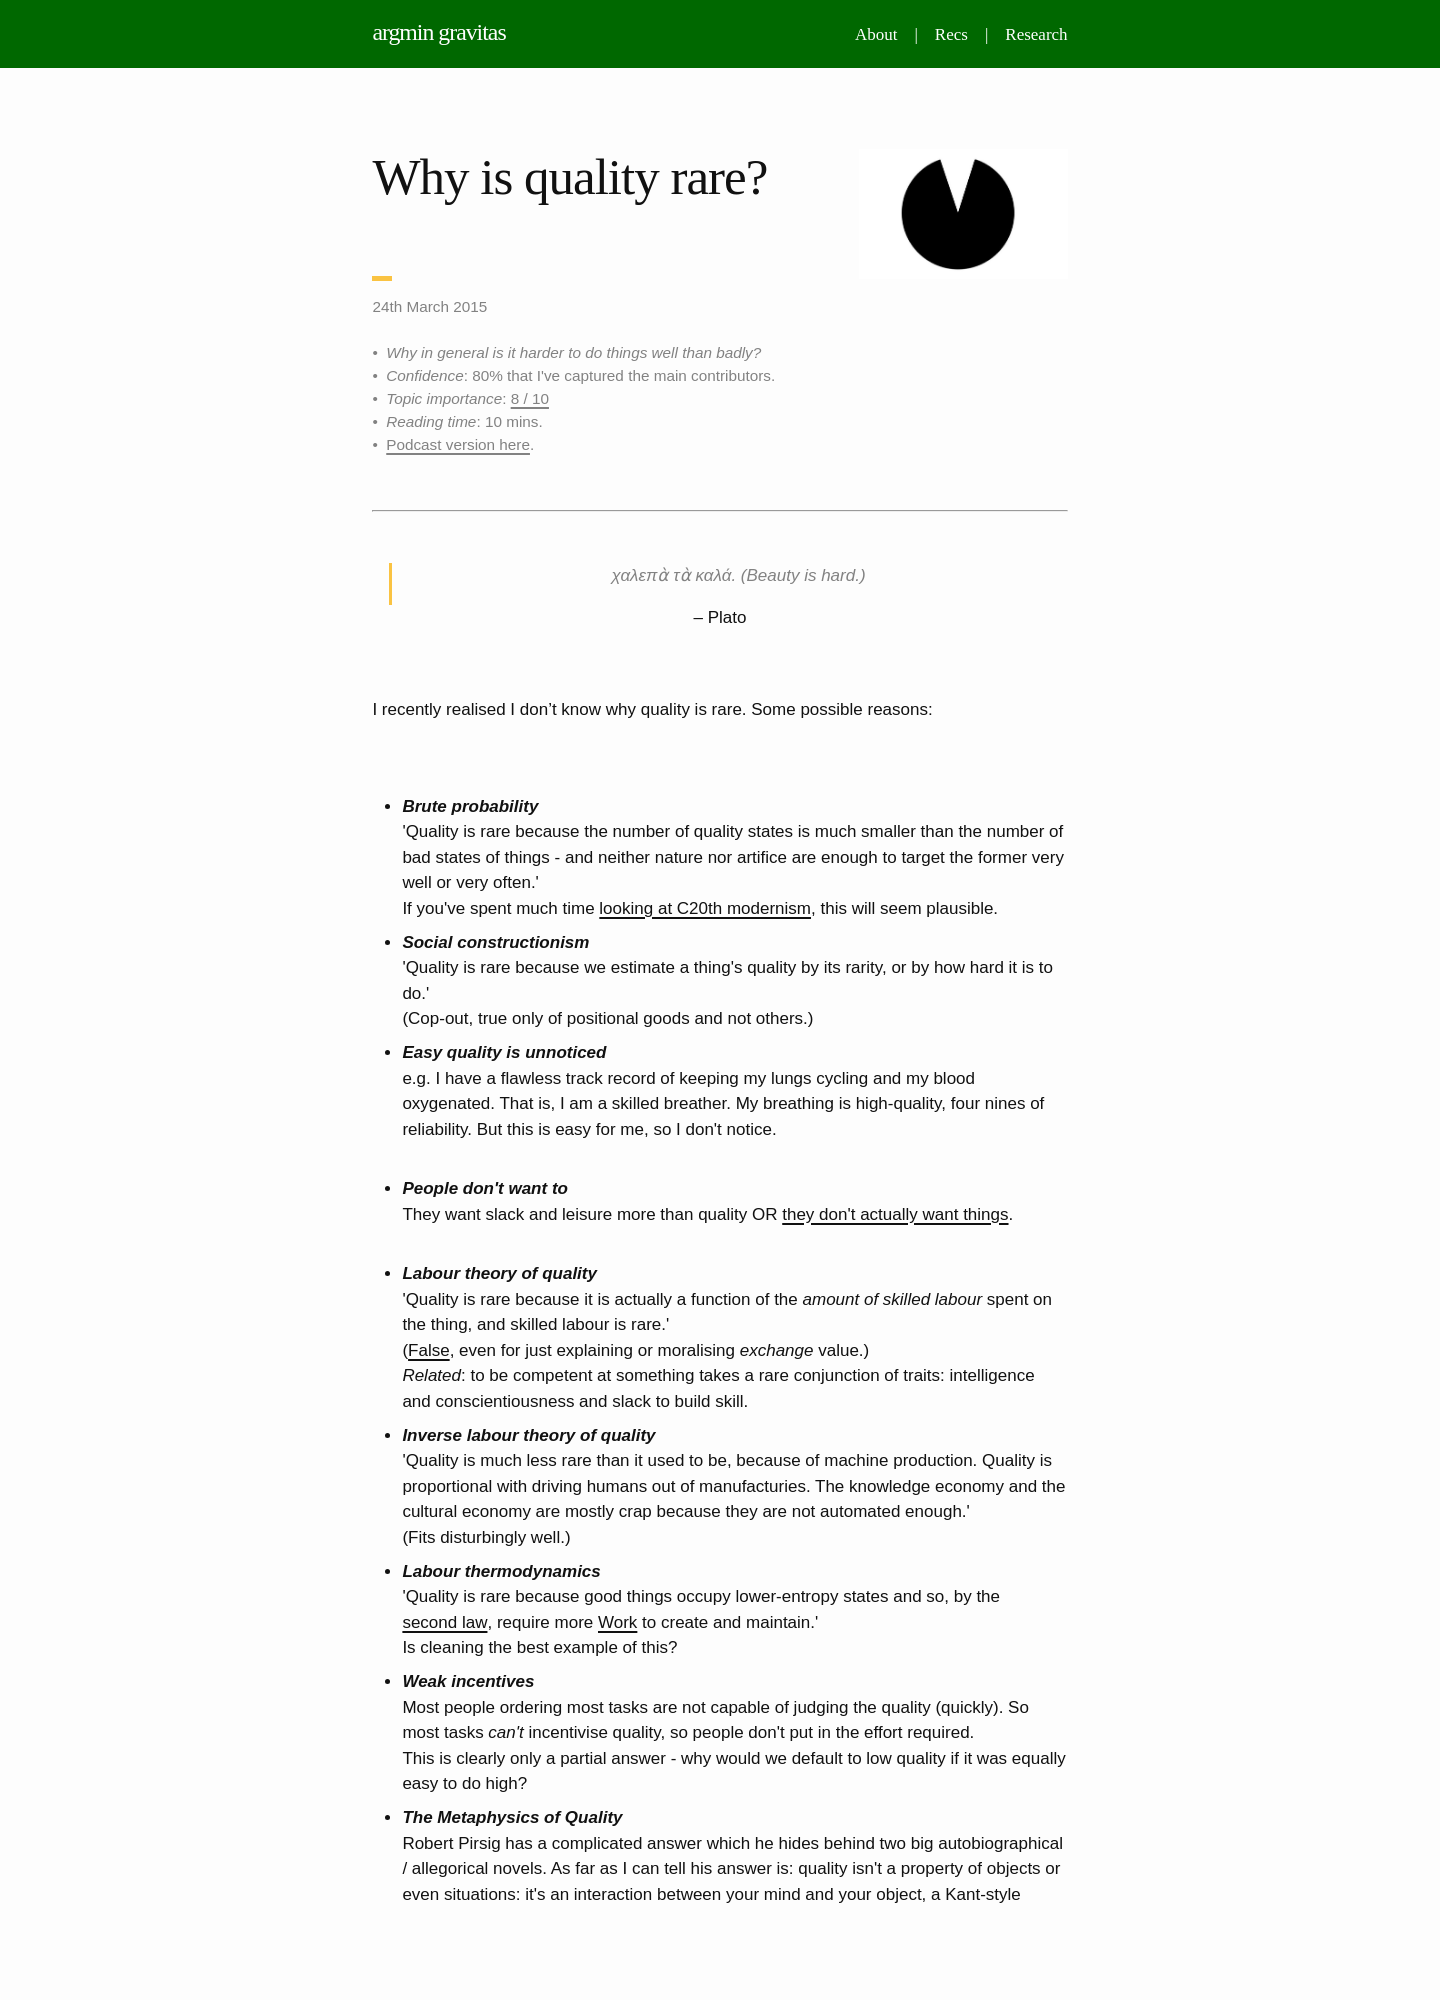 argmin gravitas
About | Recs | Research
Why is quality rare?
24th March 2015
• Why in general is it harder to do things well than badly?
• Confidence: 80% that I've captured the main contributors.
• Topic importance: 8 / 10
• Reading time: 10 mins.
• Podcast version here.
χαλεπὰ τὰ καλά. (Beauty is hard.)
– Plato
I recently realised I don’t know why quality is rare. Some possible reasons:
• Brute probability
'Quality is rare because the number of quality states is much smaller than the number of
bad states of things - and neither nature nor artifice are enough to target the former very
well or very often.'
If you've spent much time looking at C20th modernism, this will seem plausible.
• Social constructionism
'Quality is rare because we estimate a thing's quality by its rarity, or by how hard it is to
do.'
(Cop-out, true only of positional goods and not others.)
• Easy quality is unnoticed
e.g. I have a flawless track record of keeping my lungs cycling and my blood
oxygenated. That is, I am a skilled breather. My breathing is high-quality, four nines of
reliability. But this is easy for me, so I don't notice.
• People don't want to
They want slack and leisure more than quality OR they don't actually want things.
• Labour theory of quality
'Quality is rare because it is actually a function of the amount of skilled labour spent on
the thing, and skilled labour is rare.'
(False, even for just explaining or moralising exchange value.)
Related: to be competent at something takes a rare conjunction of traits: intelligence
and conscientiousness and slack to build skill.
• Inverse labour theory of quality
'Quality is much less rare than it used to be, because of machine production. Quality is
proportional with driving humans out of manufacturies. The knowledge economy and the
cultural economy are mostly crap because they are not automated enough.'
(Fits disturbingly well.)
• Labour thermodynamics
'Quality is rare because good things occupy lower-entropy states and so, by the
second law, require more Work to create and maintain.'
Is cleaning the best example of this?
• Weak incentives
Most people ordering most tasks are not capable of judging the quality (quickly). So
most tasks can't incentivise quality, so people don't put in the effort required.
This is clearly only a partial answer - why would we default to low quality if it was equally
easy to do high?
• The Metaphysics of Quality
Robert Pirsig has a complicated answer which he hides behind two big autobiographical
/ allegorical novels. As far as I can tell his answer is: quality isn't a property of objects or
even situations: it's an interaction between your mind and your object, a Kant-style